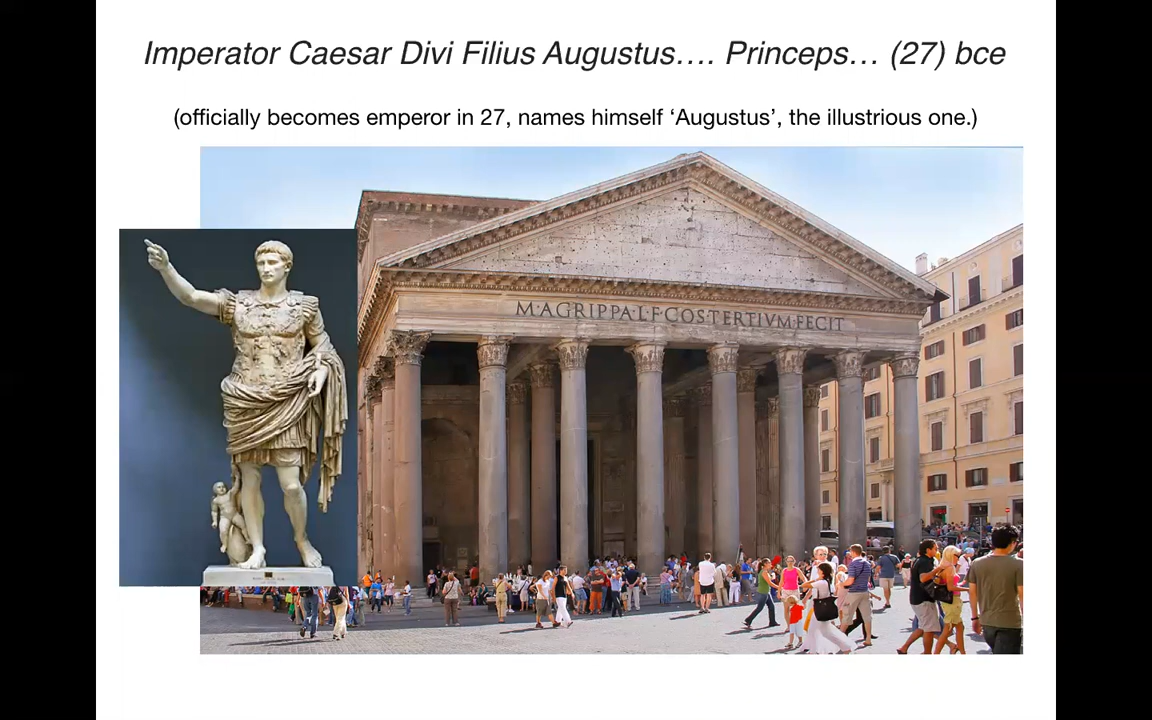 Imperator Caesar Divi Filius Augustus…. Princeps… (27) bce
(officially becomes emperor in 27, names himself ‘Augustus’, the illustrious one.)
M·AGRIPPA·L·F·COS·TERTIVM·FECIT